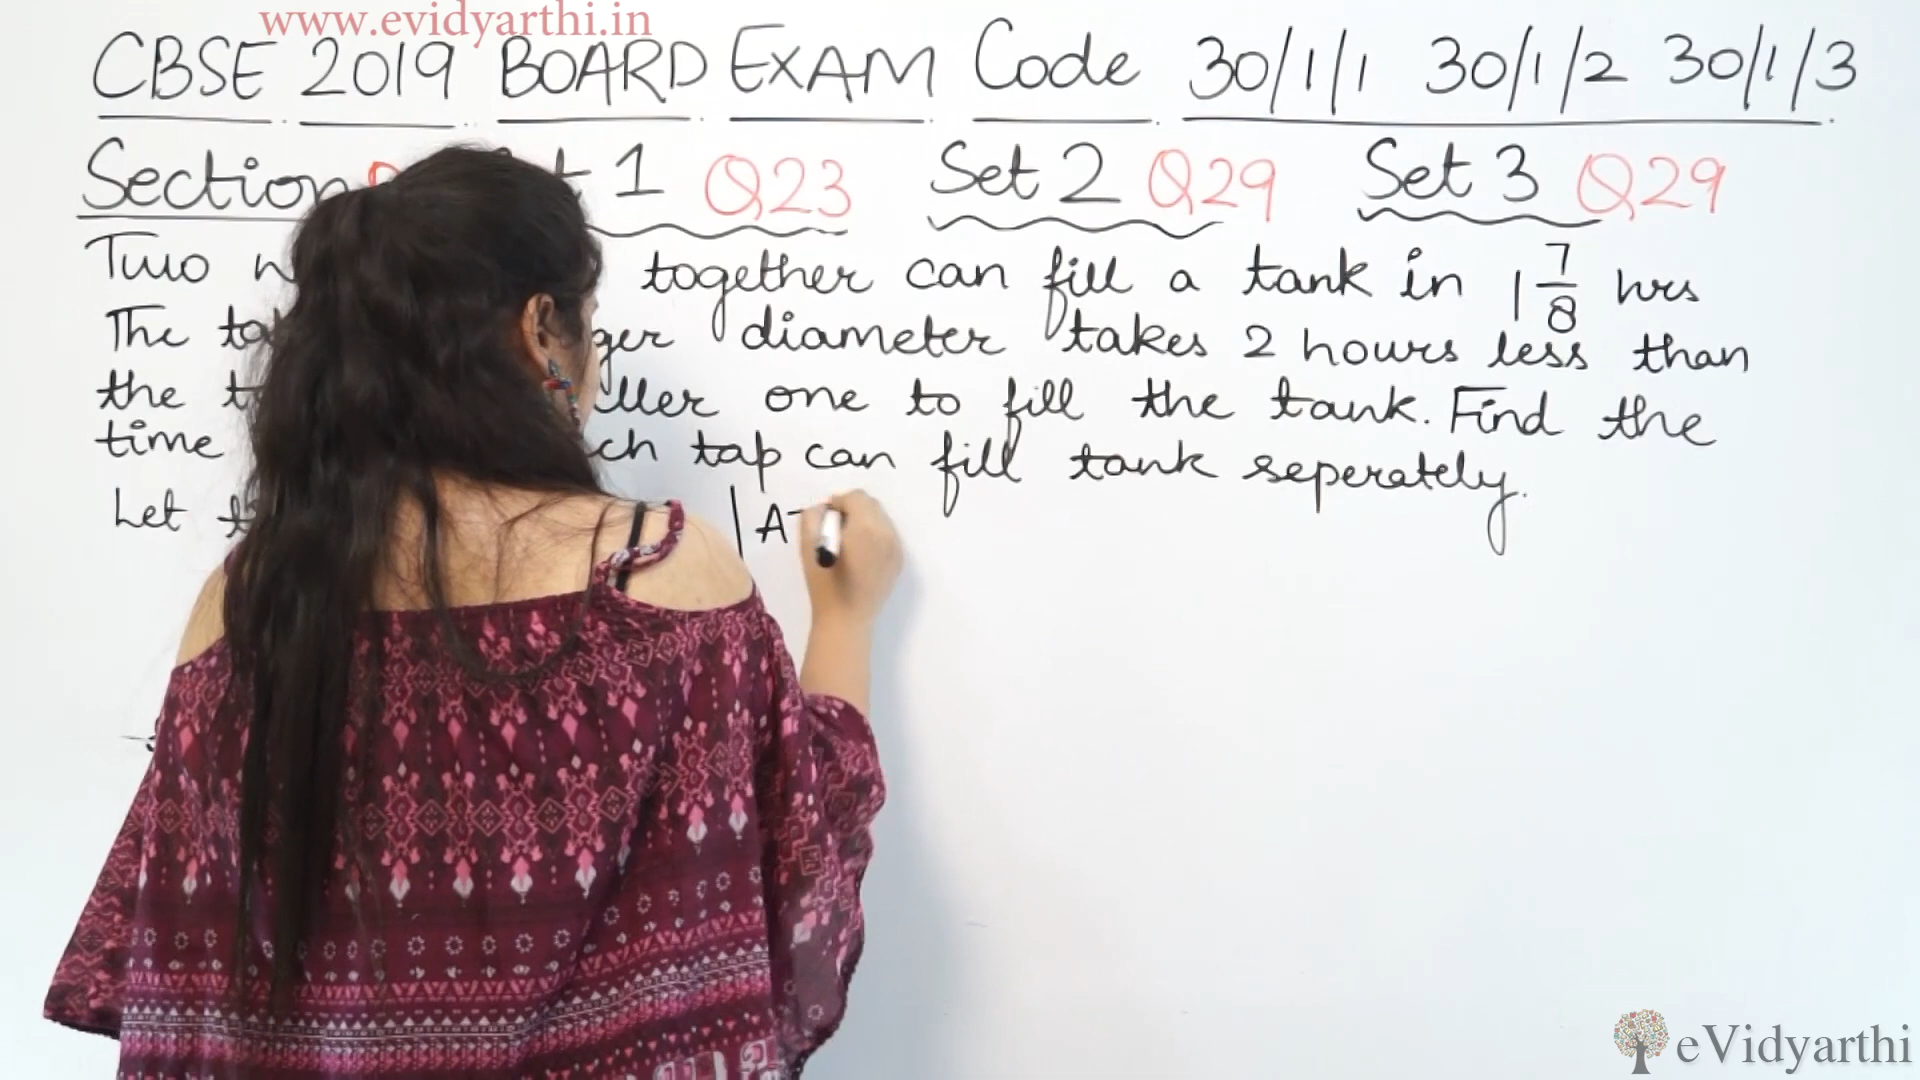 www.evidyarthi.in
CBSE 2019 BOARD EXAM Code 30/1/1 30/1/2 30/1/3
Section 1 Q23 Set 2 Q29 Set 3 Q29
Two together can fill a tank in 1 7/8 hrs
The diameter takes 2 hours less than
the one to fill the tank. Find the
time tap can fill tank seperately.
Let
eVidyarthi